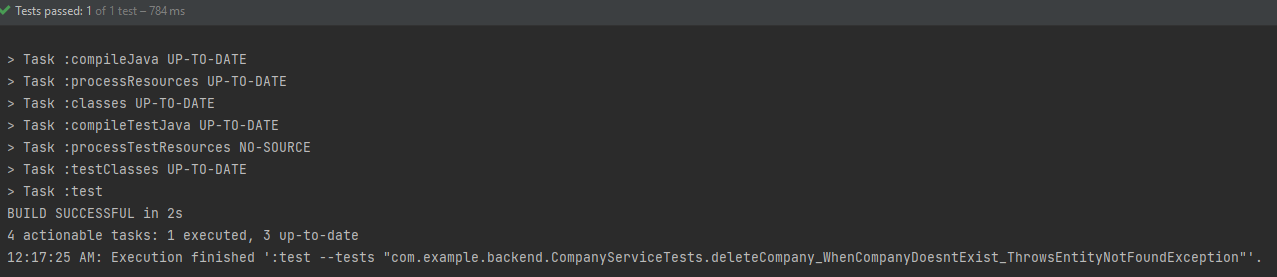 Tests passed: 1 of 1 test – 784 ms
> Task :compileJava UP-TO-DATE
> Task :processResources UP-TO-DATE
> Task :classes UP-TO-DATE
> Task :compileTestJava UP-TO-DATE
> Task :processTestResources NO-SOURCE
> Task :testClasses UP-TO-DATE
> Task :test
BUILD SUCCESSFUL in 2s
4 actionable tasks: 1 executed, 3 up-to-date
12:17:25 AM: Execution finished ':test --tests "com.example.backend.CompanyServiceTests.deleteCompany_WhenCompanyDoesntExist_ThrowsEntityNotFoundException"'.